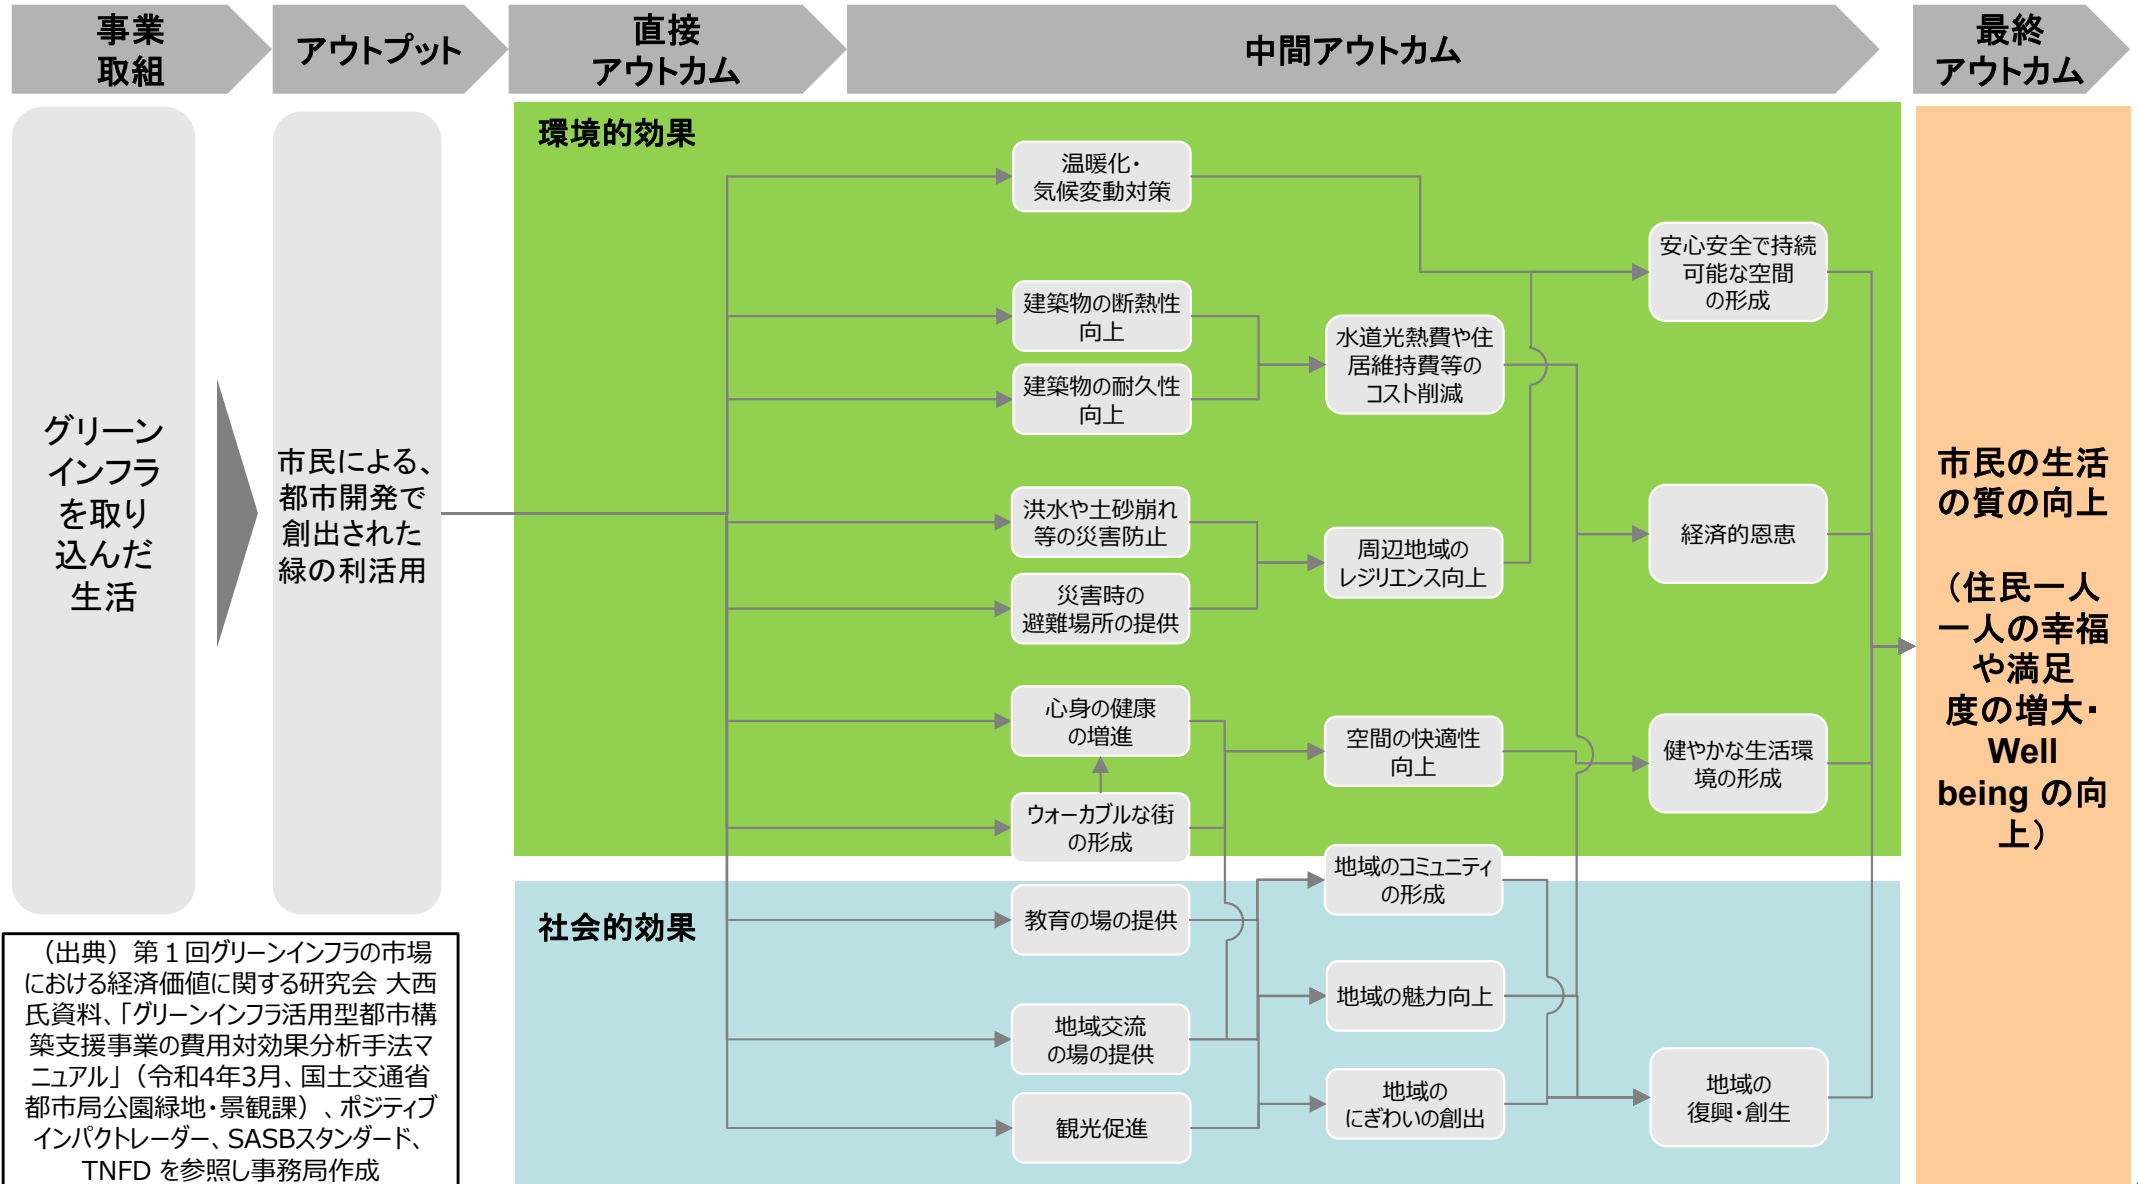 事業
取組
アウトプット
直接
アウトカム
中間アウトカム
最終
アウトカム
グリーン
インフラ
を取り
込んだ
生活
市民による、
都市開発で
創出された
緑の利活用
環境的効果
温暖化・
気候変動対策
建築物の断熱性
向上
建築物の耐久性
向上
洪水や土砂崩れ
等の災害防止
災害時の
避難場所の提供
心身の健康
の増進
ウォーカブルな街
の形成
水道光熱費や住
居維持費等の
コスト削減
周辺地域の
レジリエンス向上
空間の快適性
向上
安心安全で持続
可能な空間
の形成
経済的恩恵
健やかな生活環
境の形成
社会的効果
教育の場の提供
地域交流
の場の提供
観光促進
地域のコミュニティ
の形成
地域の魅力向上
地域の
にぎわいの創出
地域の
復興・創生
市民の生活
の質の向上
（住民一人
一人の幸福
や満足
度の増大・
Well
being の向
上）
（出典）第１回グリーンインフラの市場
における経済価値に関する研究会 大西
氏資料、「グリーンインフラ活用型都市構
築支援事業の費用対効果分析手法マ
ニュアル」（令和4年3月、国土交通省
都市局公園緑地・景観課）、ポジティブ
インパクトレーダー、SASBスタンダード、
TNFD を参照し事務局作成